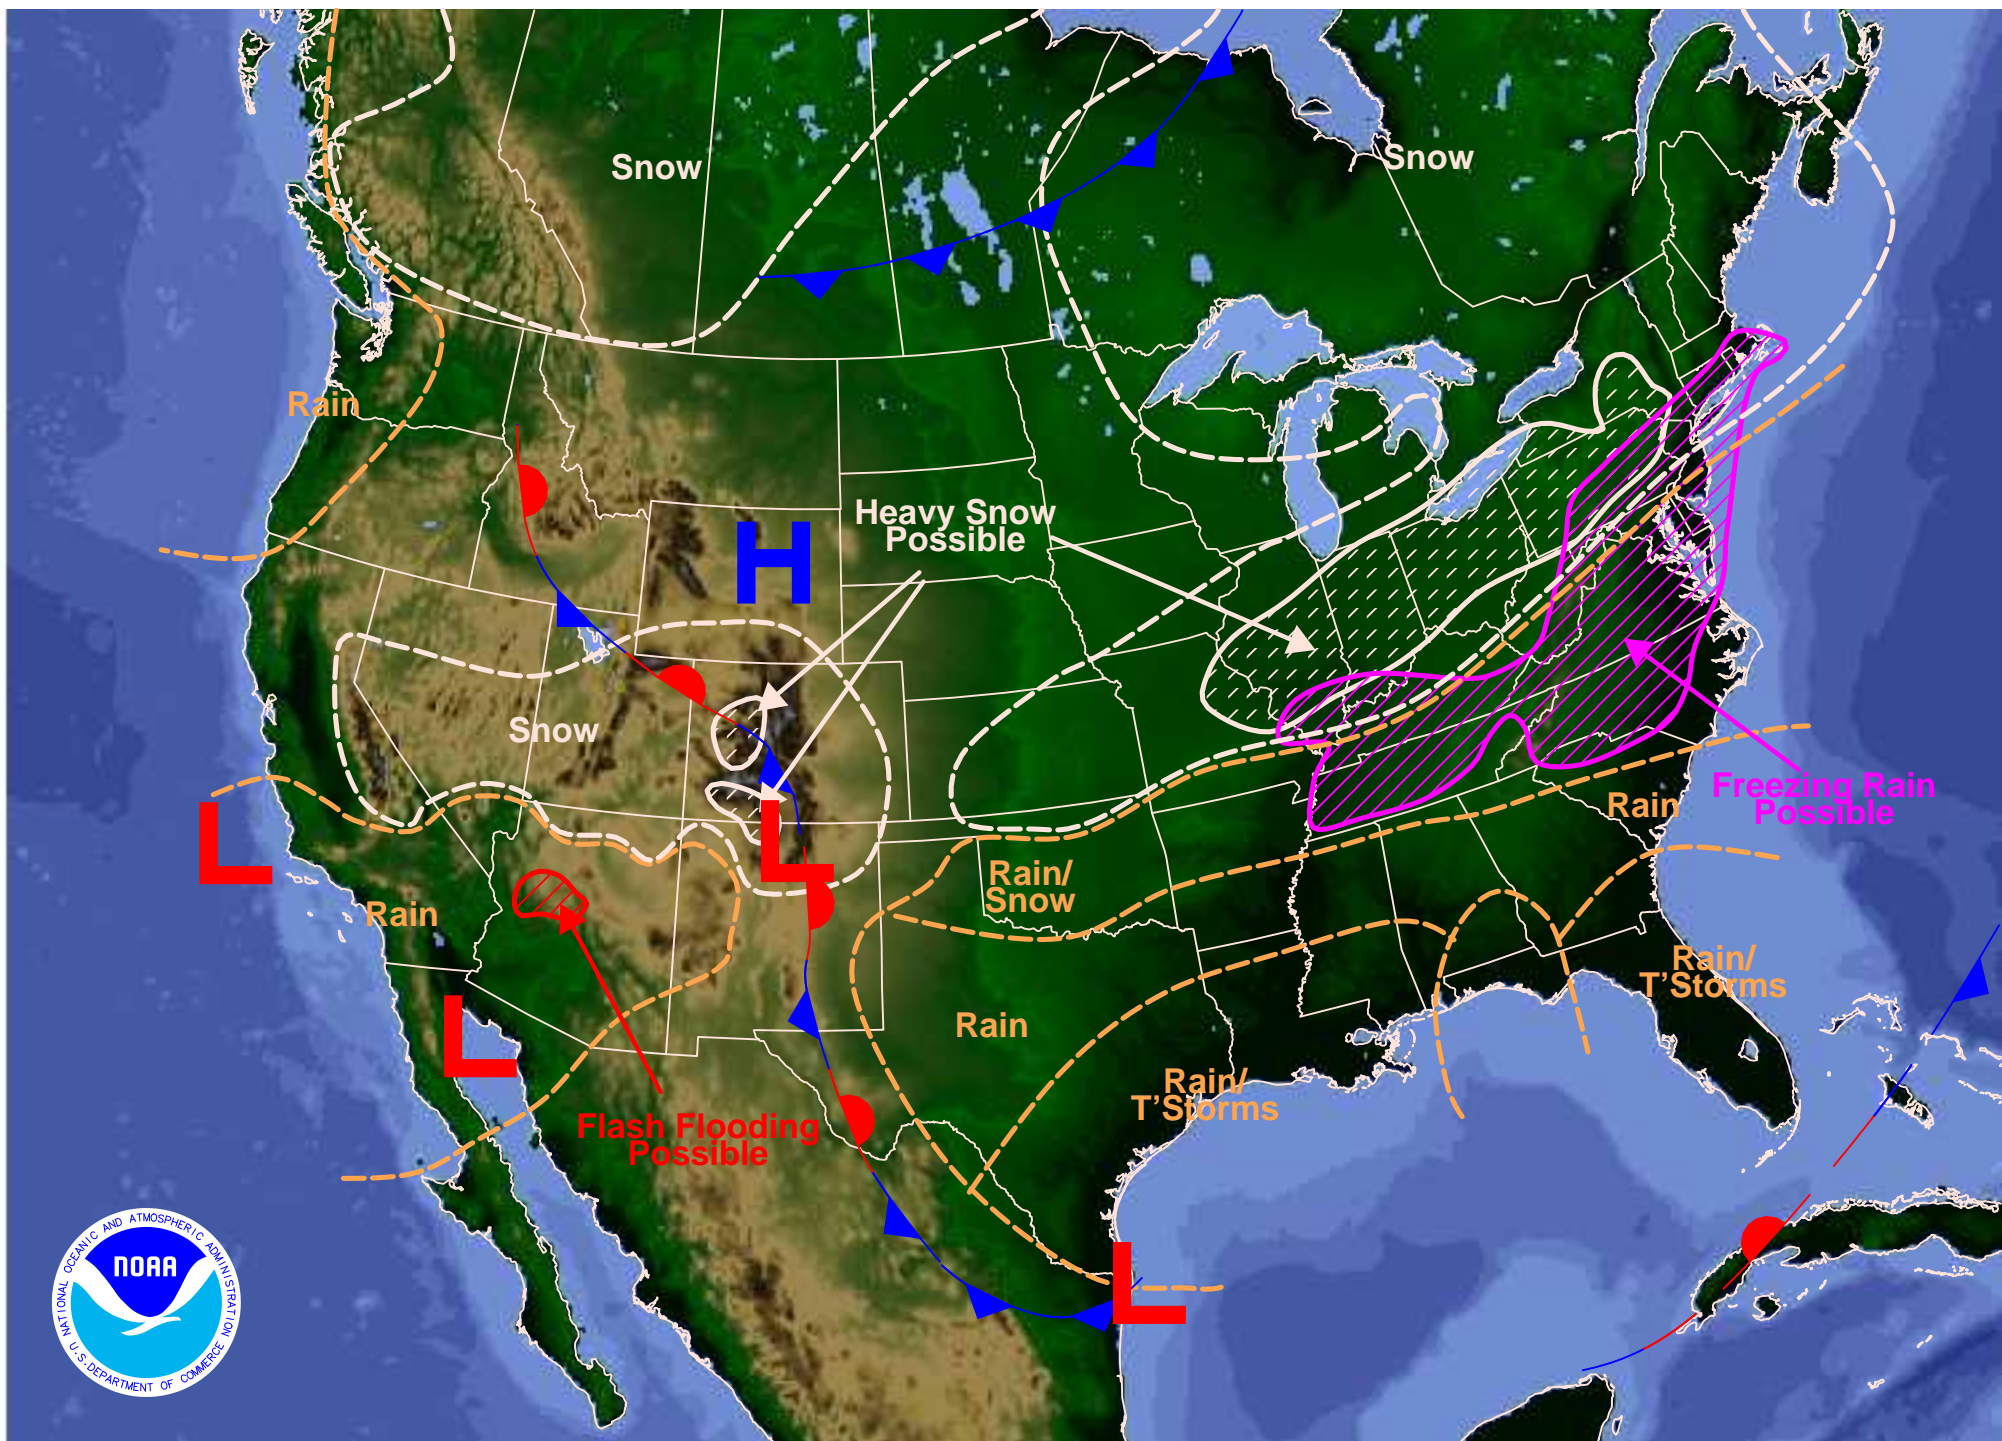 Snow
Snow
Rain
Heavy Snow
Possible
H
Snow
Freezing Rain
Possible
Rain
L
L
Rain/
Snow
Rain
Rain/
T'Storms
L
Rain
Rain/
T'Storms
Flash Flooding
Possible
L
NATIONAL OCEANIC AND ATMOSPHERIC ADMINISTRATION
NOAA
U.S. DEPARTMENT OF COMMERCE